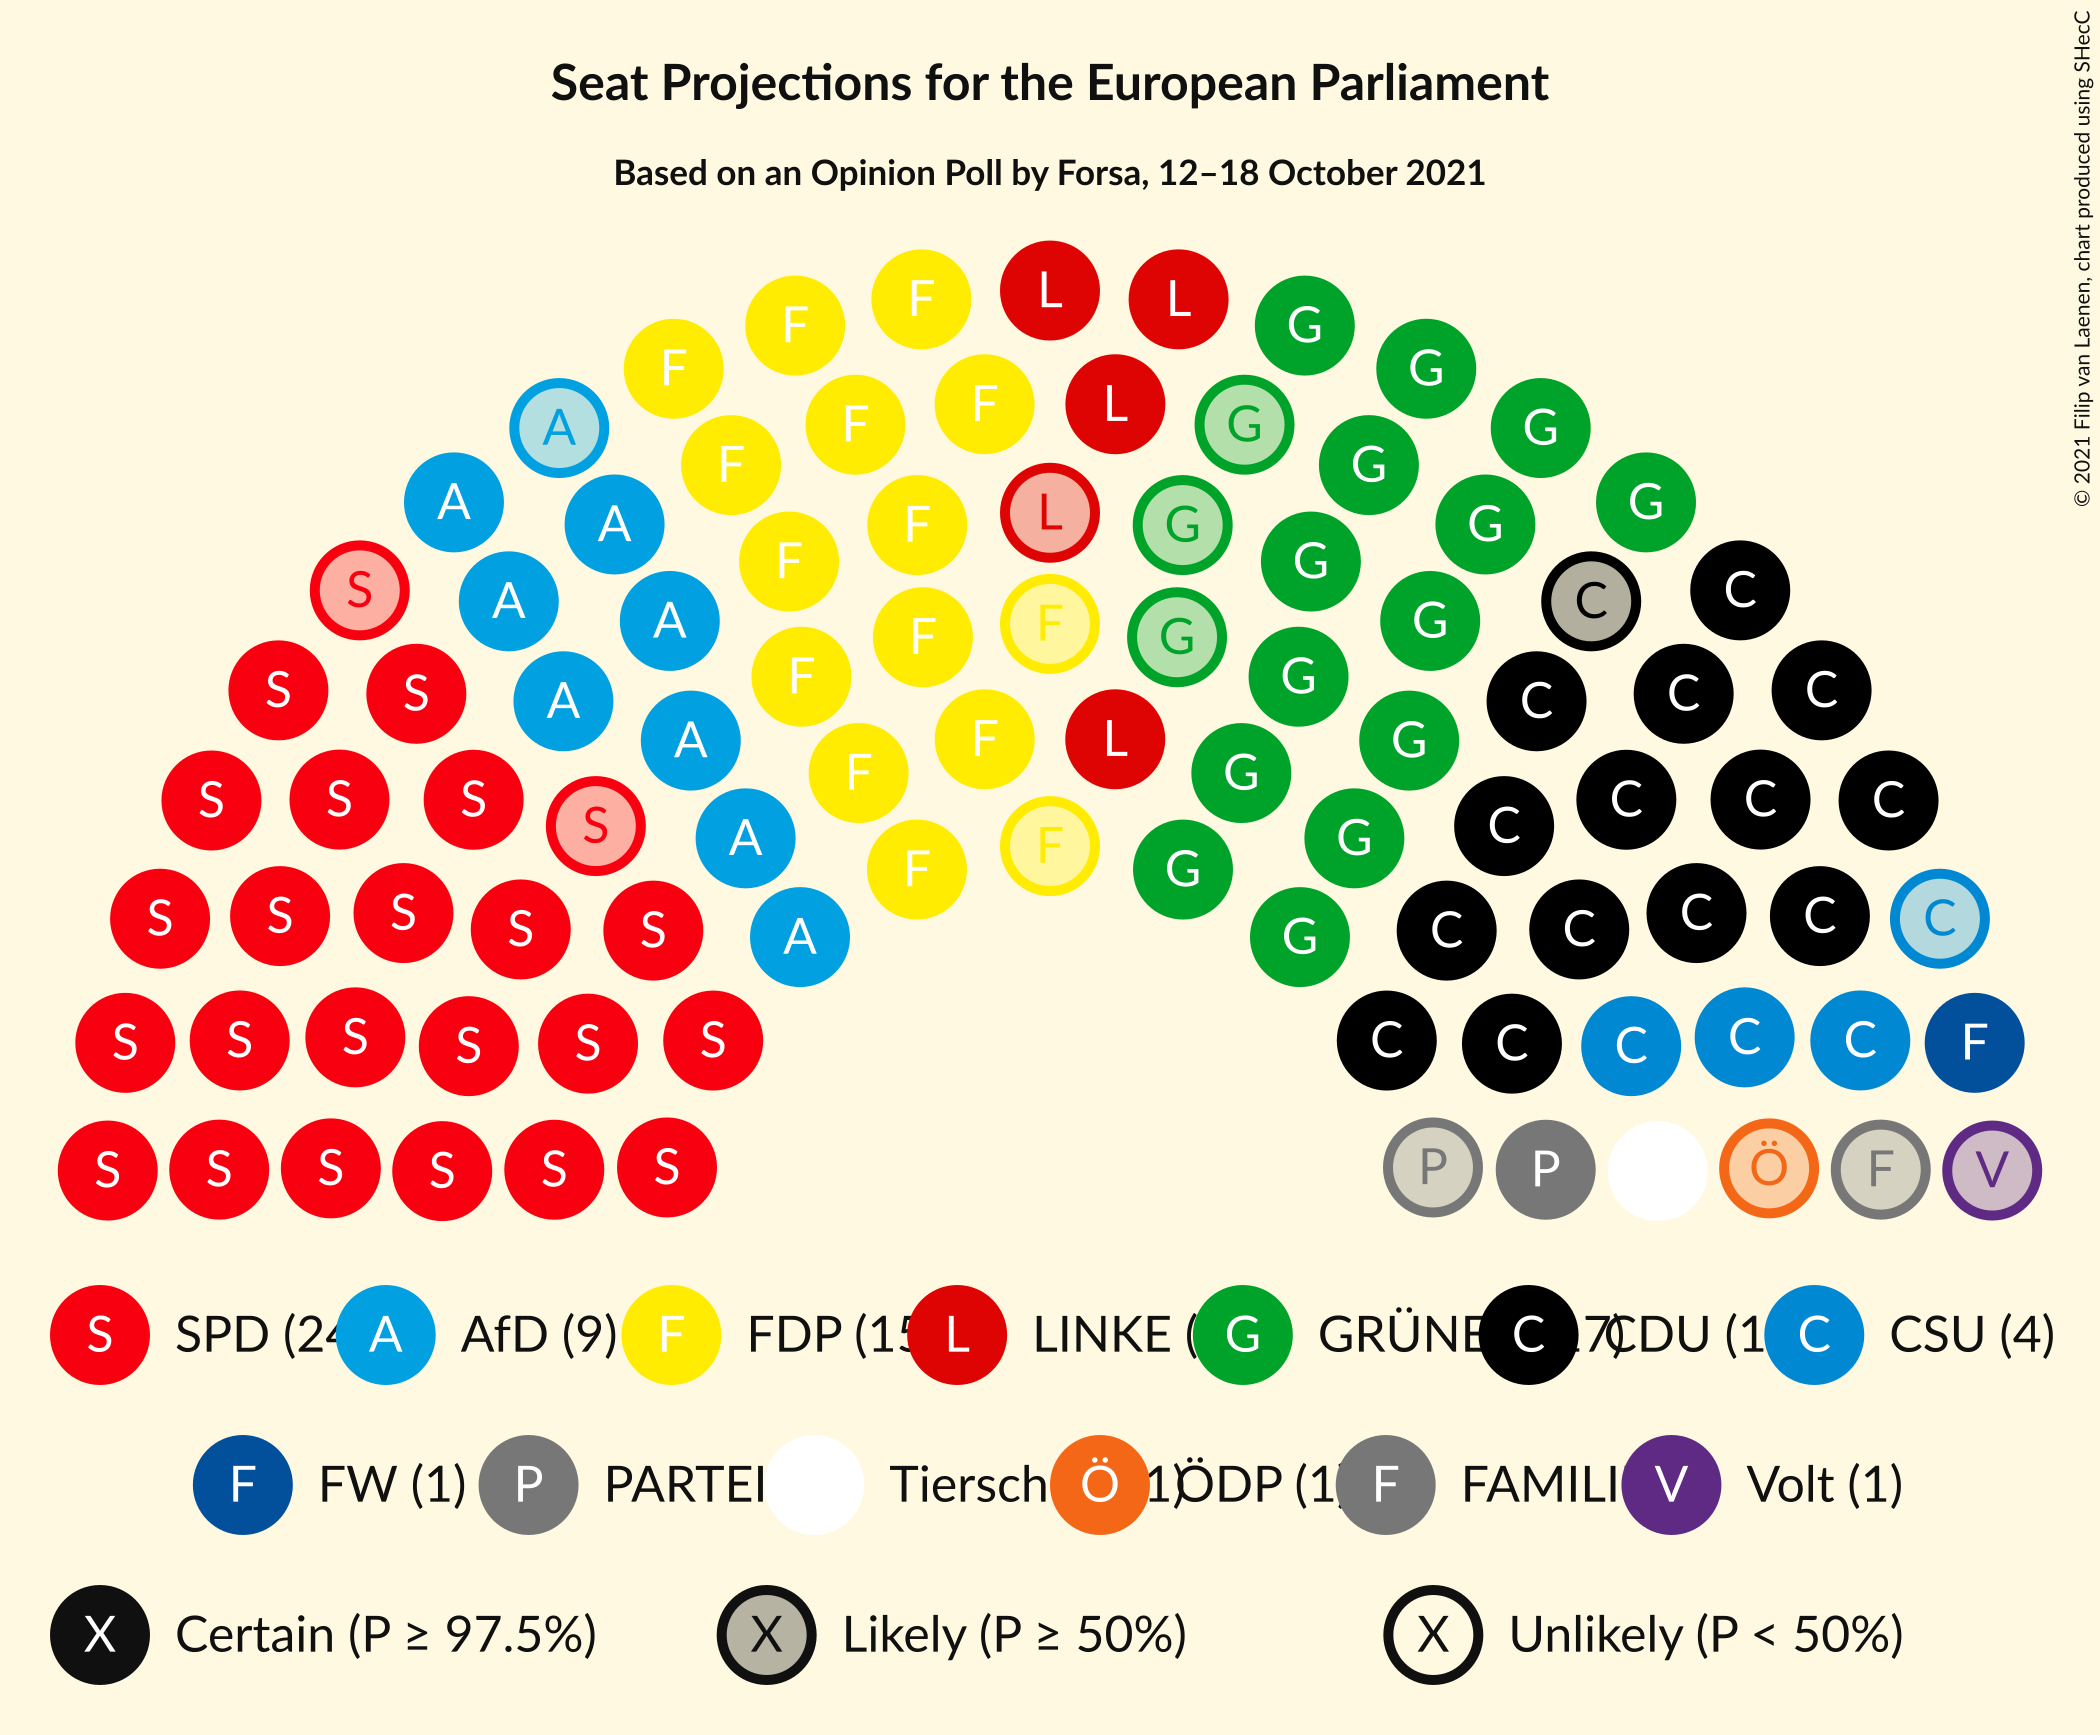 Seat Projections for the European Parliament
Based on an Opinion Poll by Forsa, 12–18 October 2021
© 2021 Filip van Laenen, chart produced using SHecC
L
F F L G
F F G
F F L G G
A F G G
F G
A F L G G
A F G
S A F F G C C
A F G
S S A F G C C C
A F L G
S S S S A F F G G C C C C
S S S S S A F G G C C C C C
S S S S S S C C C C C F
S S S S S S P P Ö F V
S SPD (24 A AfD (9) F FDP (15 L LINKE ( G GRÜNE C 7) CDU (1 C CSU (4)
F FW (1) P PARTEI Tiersch Ö 1) ÖDP (1 F FAMILI V Volt (1)
X Certain (P ≥ 97.5%) X Likely (P ≥ 50%) X Unlikely (P < 50%)